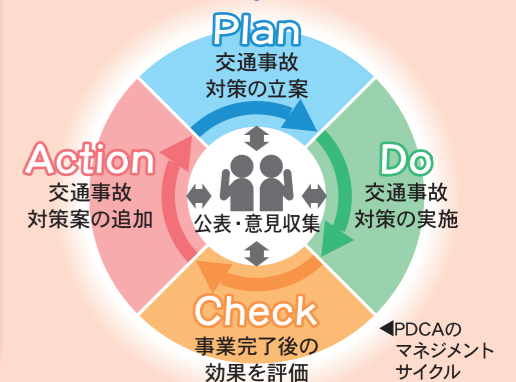 Plan
交通事故
対策の立案
Do
交通事故
対策の実施
Check
事業完了後の
効果を評価
Action
交通事故
対策案の追加
公表・意見収集
◀PDCAの
マネジメント
サイクル